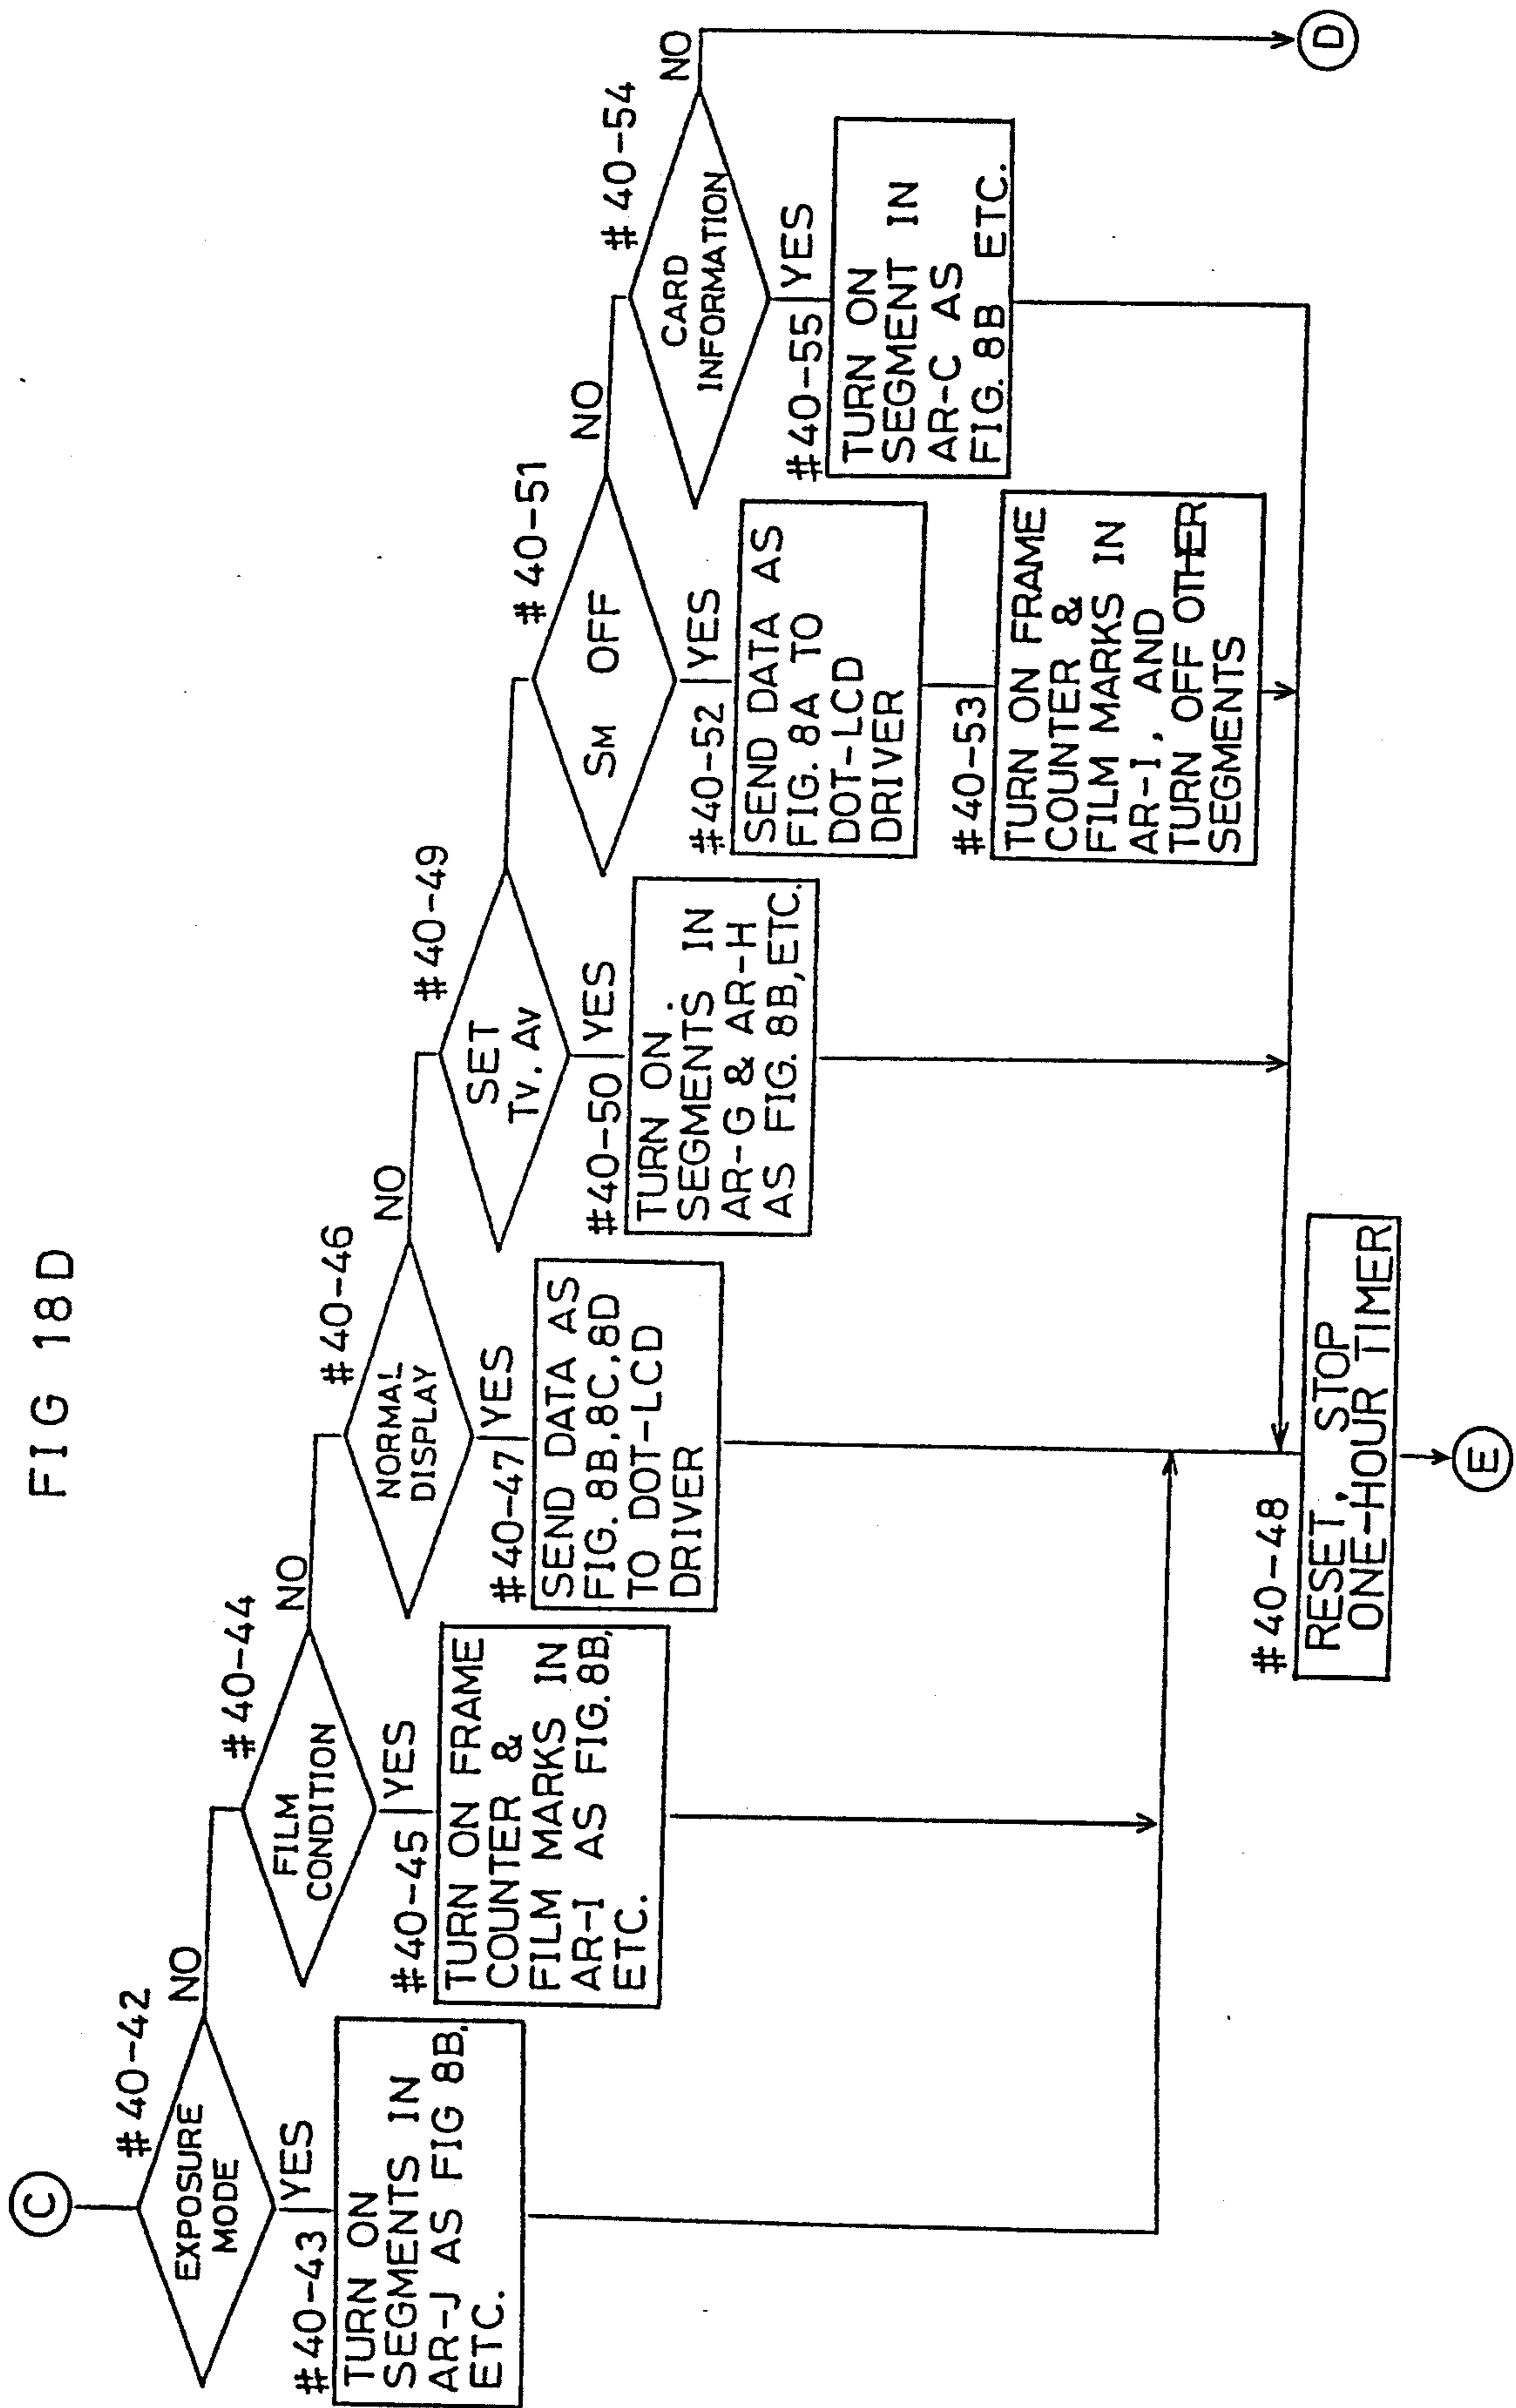 FIG 18D
C
#40-42
EXPOSURE
MODE
NO
YES
#40-43
TURN ON
SEGMENTS IN
AR-J AS FIG 8B,
ETC.
#40-44
FILM
CONDITION
NO
YES
#40-45
TURN ON FRAME
COUNTER &
FILM MARKS IN
AR-I AS FIG. 8B,
ETC.
#40-46
NORMAL
DISPLAY
NO
YES
#40-47
SEND DATA AS
FIG. 8B, 8C, 8D
TO DOT-LCD
DRIVER
#40-49
SET
Tv. Av
NO
YES
#40-50
TURN ON
SEGMENTS IN
AR-G & AR-H
AS FIG. 8B, ETC.
#40-51
SM OFF
NO
YES
#40-52
SEND DATA AS
FIG. 8A TO
DOT-LCD
DRIVER
#40-53
TURN ON FRAME
COUNTER &
FILM MARKS IN
AR-I, AND
TURN OFF OTHER
SEGMENTS
#40-54
CARD
INFORMATION
NO
YES
#40-55
TURN ON
SEGMENT IN
AR-C AS
FIG. 8B ETC.
D
#40-48
RESET, STOP
ONE-HOUR TIMER
E